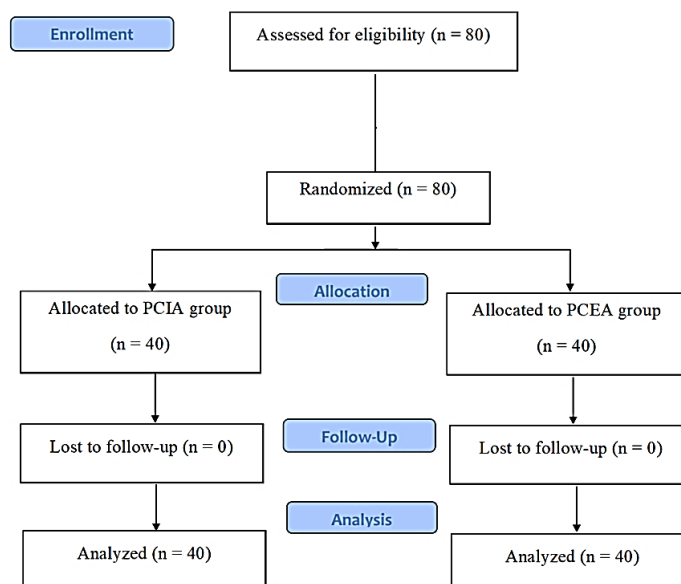 Enrollment
Assessed for eligibility (n = 80)
Randomized (n = 80)
Allocation
Allocated to PCIA group
(n = 40)
Allocated to PCEA group
(n = 40)
Follow-Up
Lost to follow-up (n = 0)
Lost to follow-up (n = 0)
Analysis
Analyzed (n = 40)
Analyzed (n = 40)